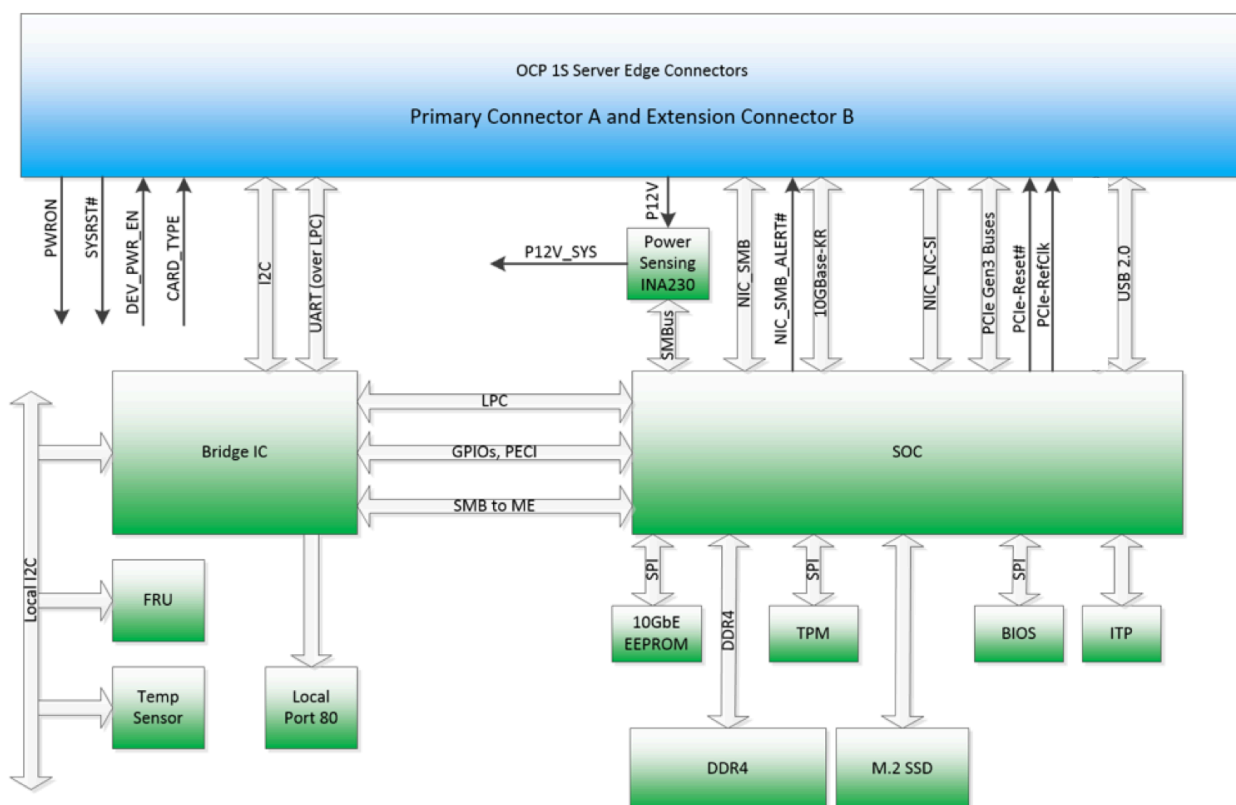 OCP 1S Server Edge Connectors
Primary Connector A and Extension Connector B
PWRON
SYSRST#
DEV_PWR_EN
CARD_TYPE
I2C
UART (over LPC)
P12V
P12V_SYS
Power
Sensing
INA230
SMBus
NIC_SMB
NIC_SMB_ALERT#
10GBase-KR
NIC_NC-SI
PCIe Gen3 Buses
PCIe-Reset#
PCIe-RefClk
USB 2.0
Bridge IC
LPC
GPIOs, PECI
SMB to ME
SOC
Local I2C
FRU
Temp
Sensor
Local
Port 80
SPI
10GbE
EEPROM
DDR4
SPI
TPM
SPI
BIOS
ITP
DDR4
M.2 SSD